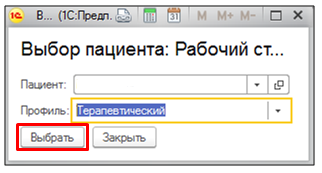 В... (1С:Предп... M M+ M-
Выбор пациента: Рабочий ст...
Пациент:
Профиль: Терапевтический
Выбрать Закрыть